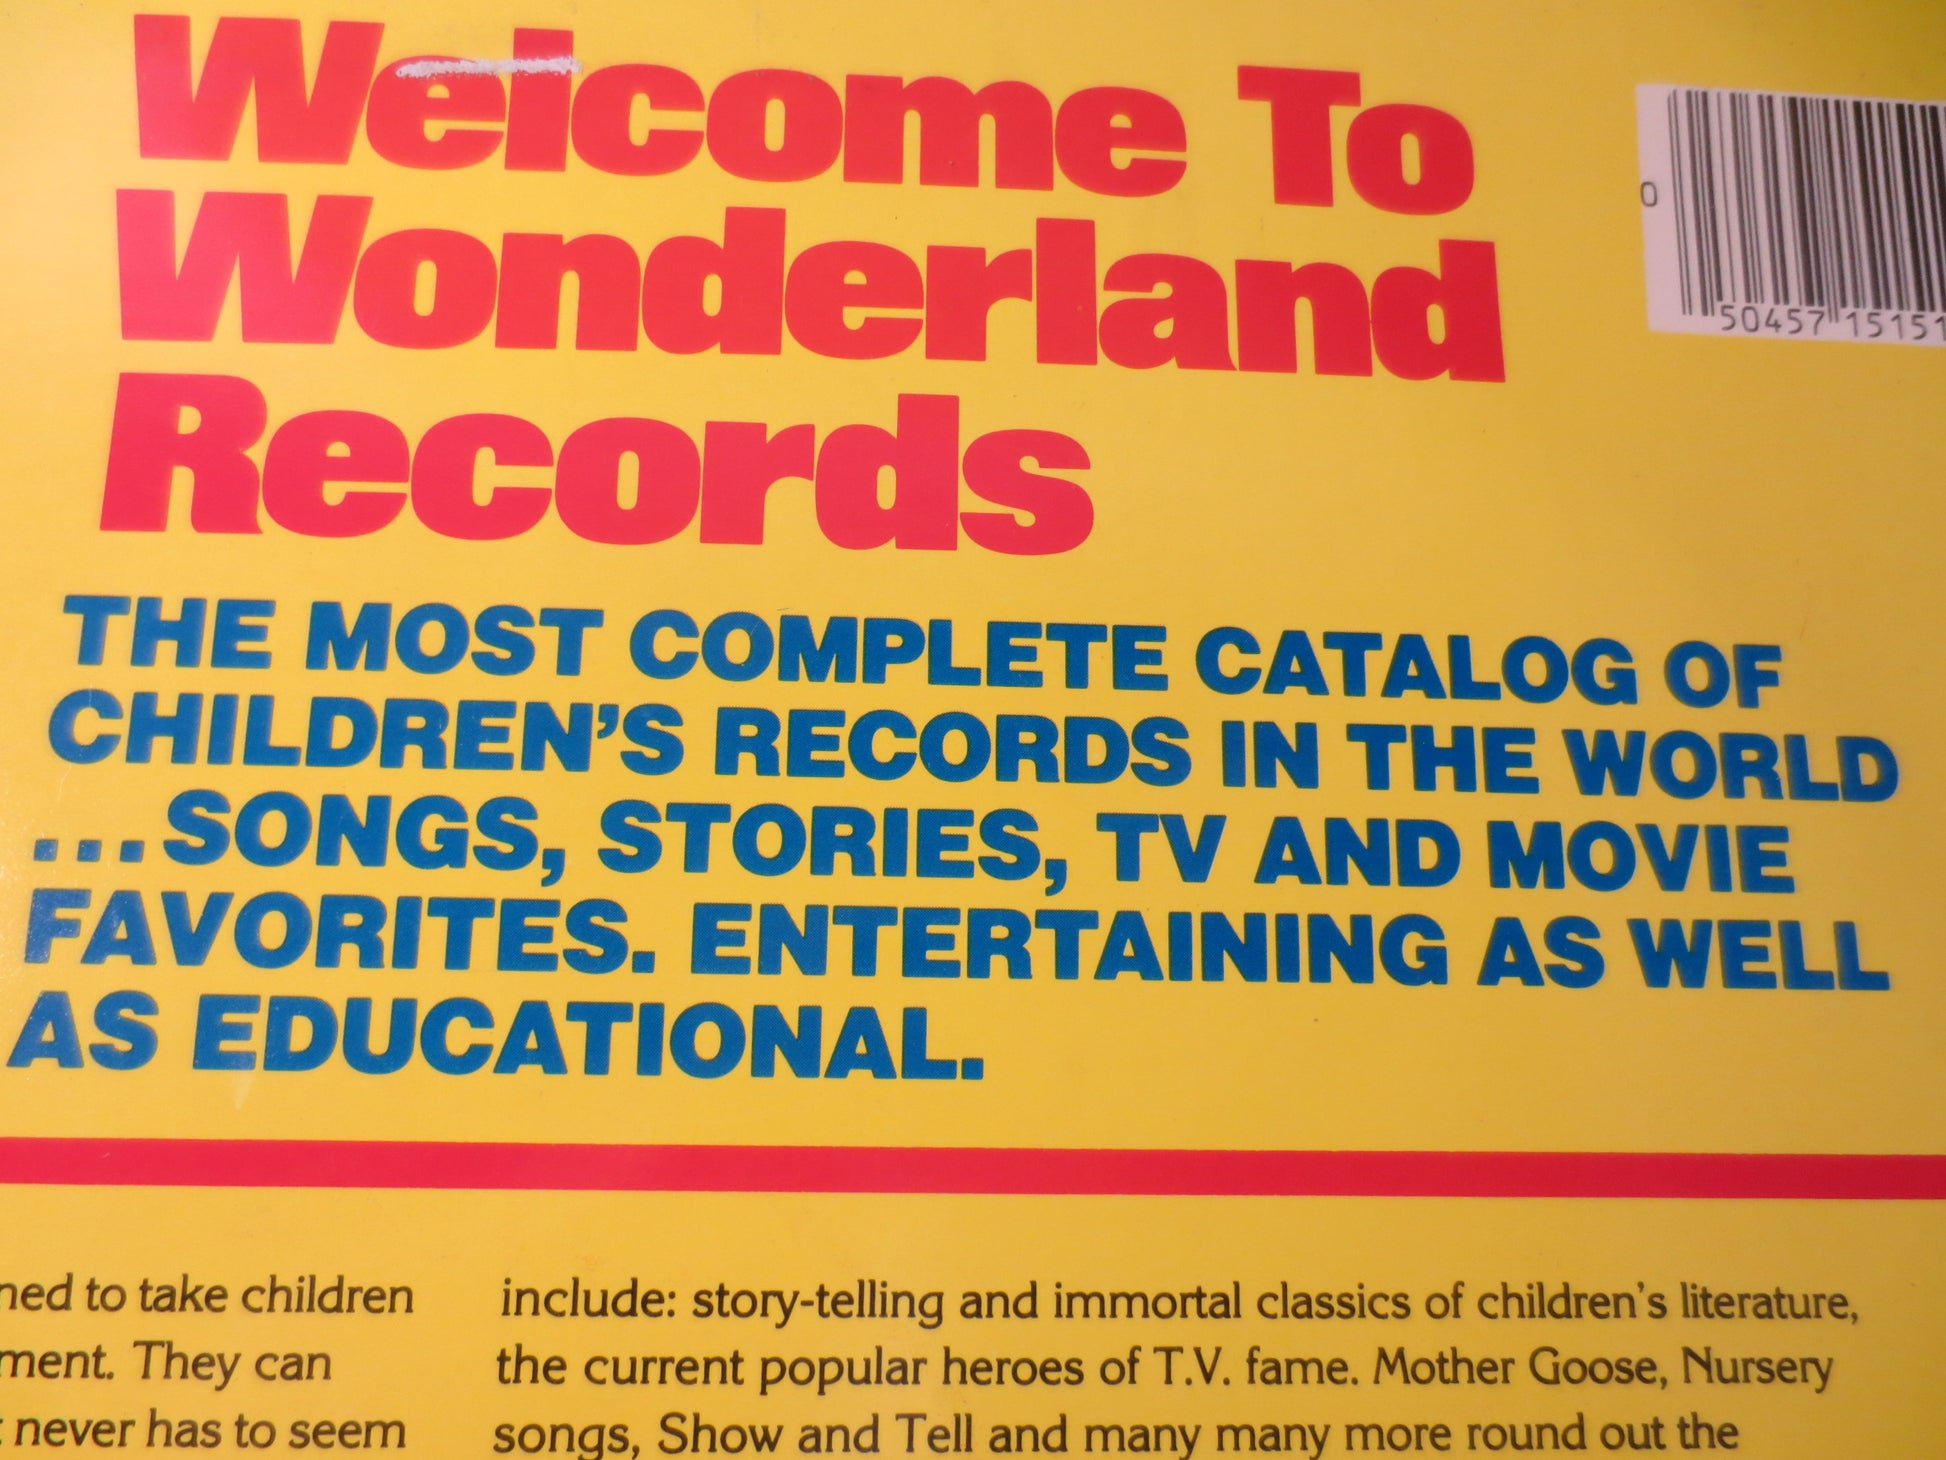 Welcome To
Wonderland
Records
0
50457 15151
THE MOST COMPLETE CATALOG OF
CHILDREN'S RECORDS IN THE WORLD
...SONGS, STORIES, TV AND MOVIE
FAVORITES. ENTERTAINING AS WELL
AS EDUCATIONAL.
to take children
They can
never has to seem
include: story-telling and immortal classics of children's literature,
the current popular heroes of T.V. fame. Mother Goose, Nursery
songs, Show and Tell and many many more round out the